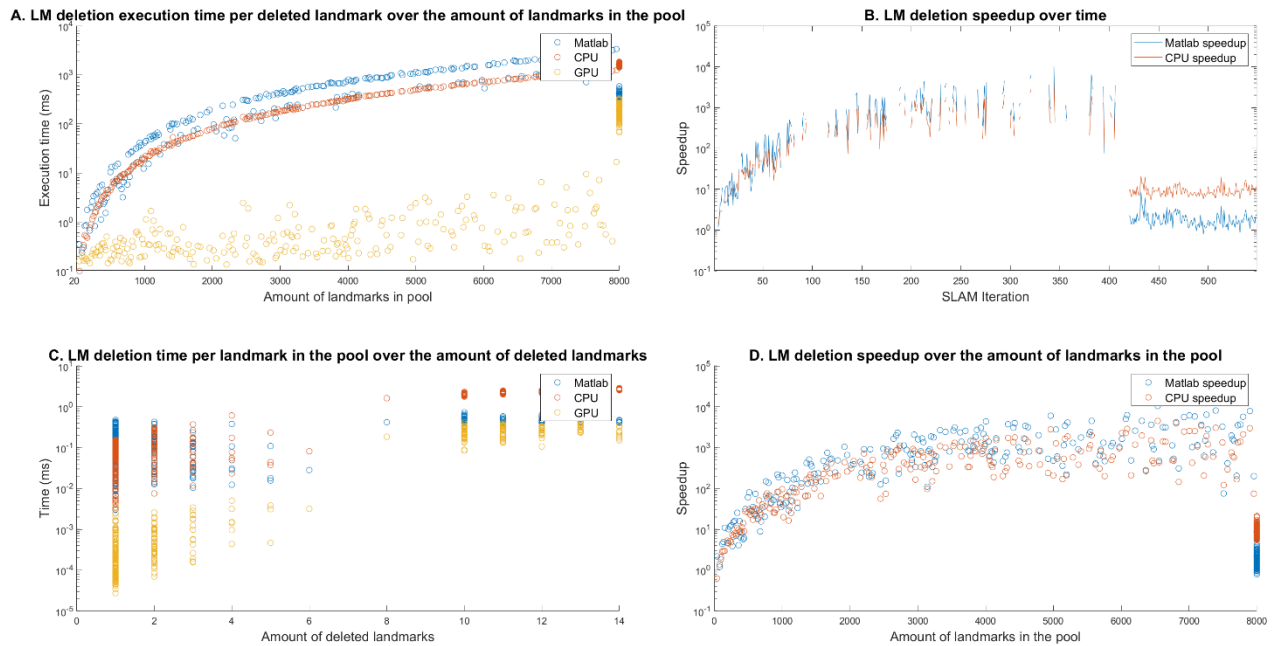 A. LM deletion execution time per deleted landmark over the amount of landmarks in the pool
Matlab
CPU
GPU
10^4
10^3
10^2
10^1
10^0
10^-1
Execution time (ms)
20 1000 2000 3000 4000 5000 6000 7000 8000
Amount of landmarks in pool
B. LM deletion speedup over time
Matlab speedup
CPU speedup
10^5
10^4
10^3
10^2
10^1
10^0
10^-1
Speedup
50 100 150 200 250 300 350 400 450 500
SLAM Iteration
C. LM deletion time per landmark in the pool over the amount of deleted landmarks
Matlab
CPU
GPU
10^1
10^0
10^-1
10^-2
10^-3
10^-4
10^-5
Time (ms)
0 2 4 6 8 10 12 14
Amount of deleted landmarks
D. LM deletion speedup over the amount of landmarks in the pool
Matlab speedup
CPU speedup
10^5
10^4
10^3
10^2
10^1
10^0
10^-1
Speedup
0 1000 2000 3000 4000 5000 6000 7000 8000
Amount of landmarks in the pool